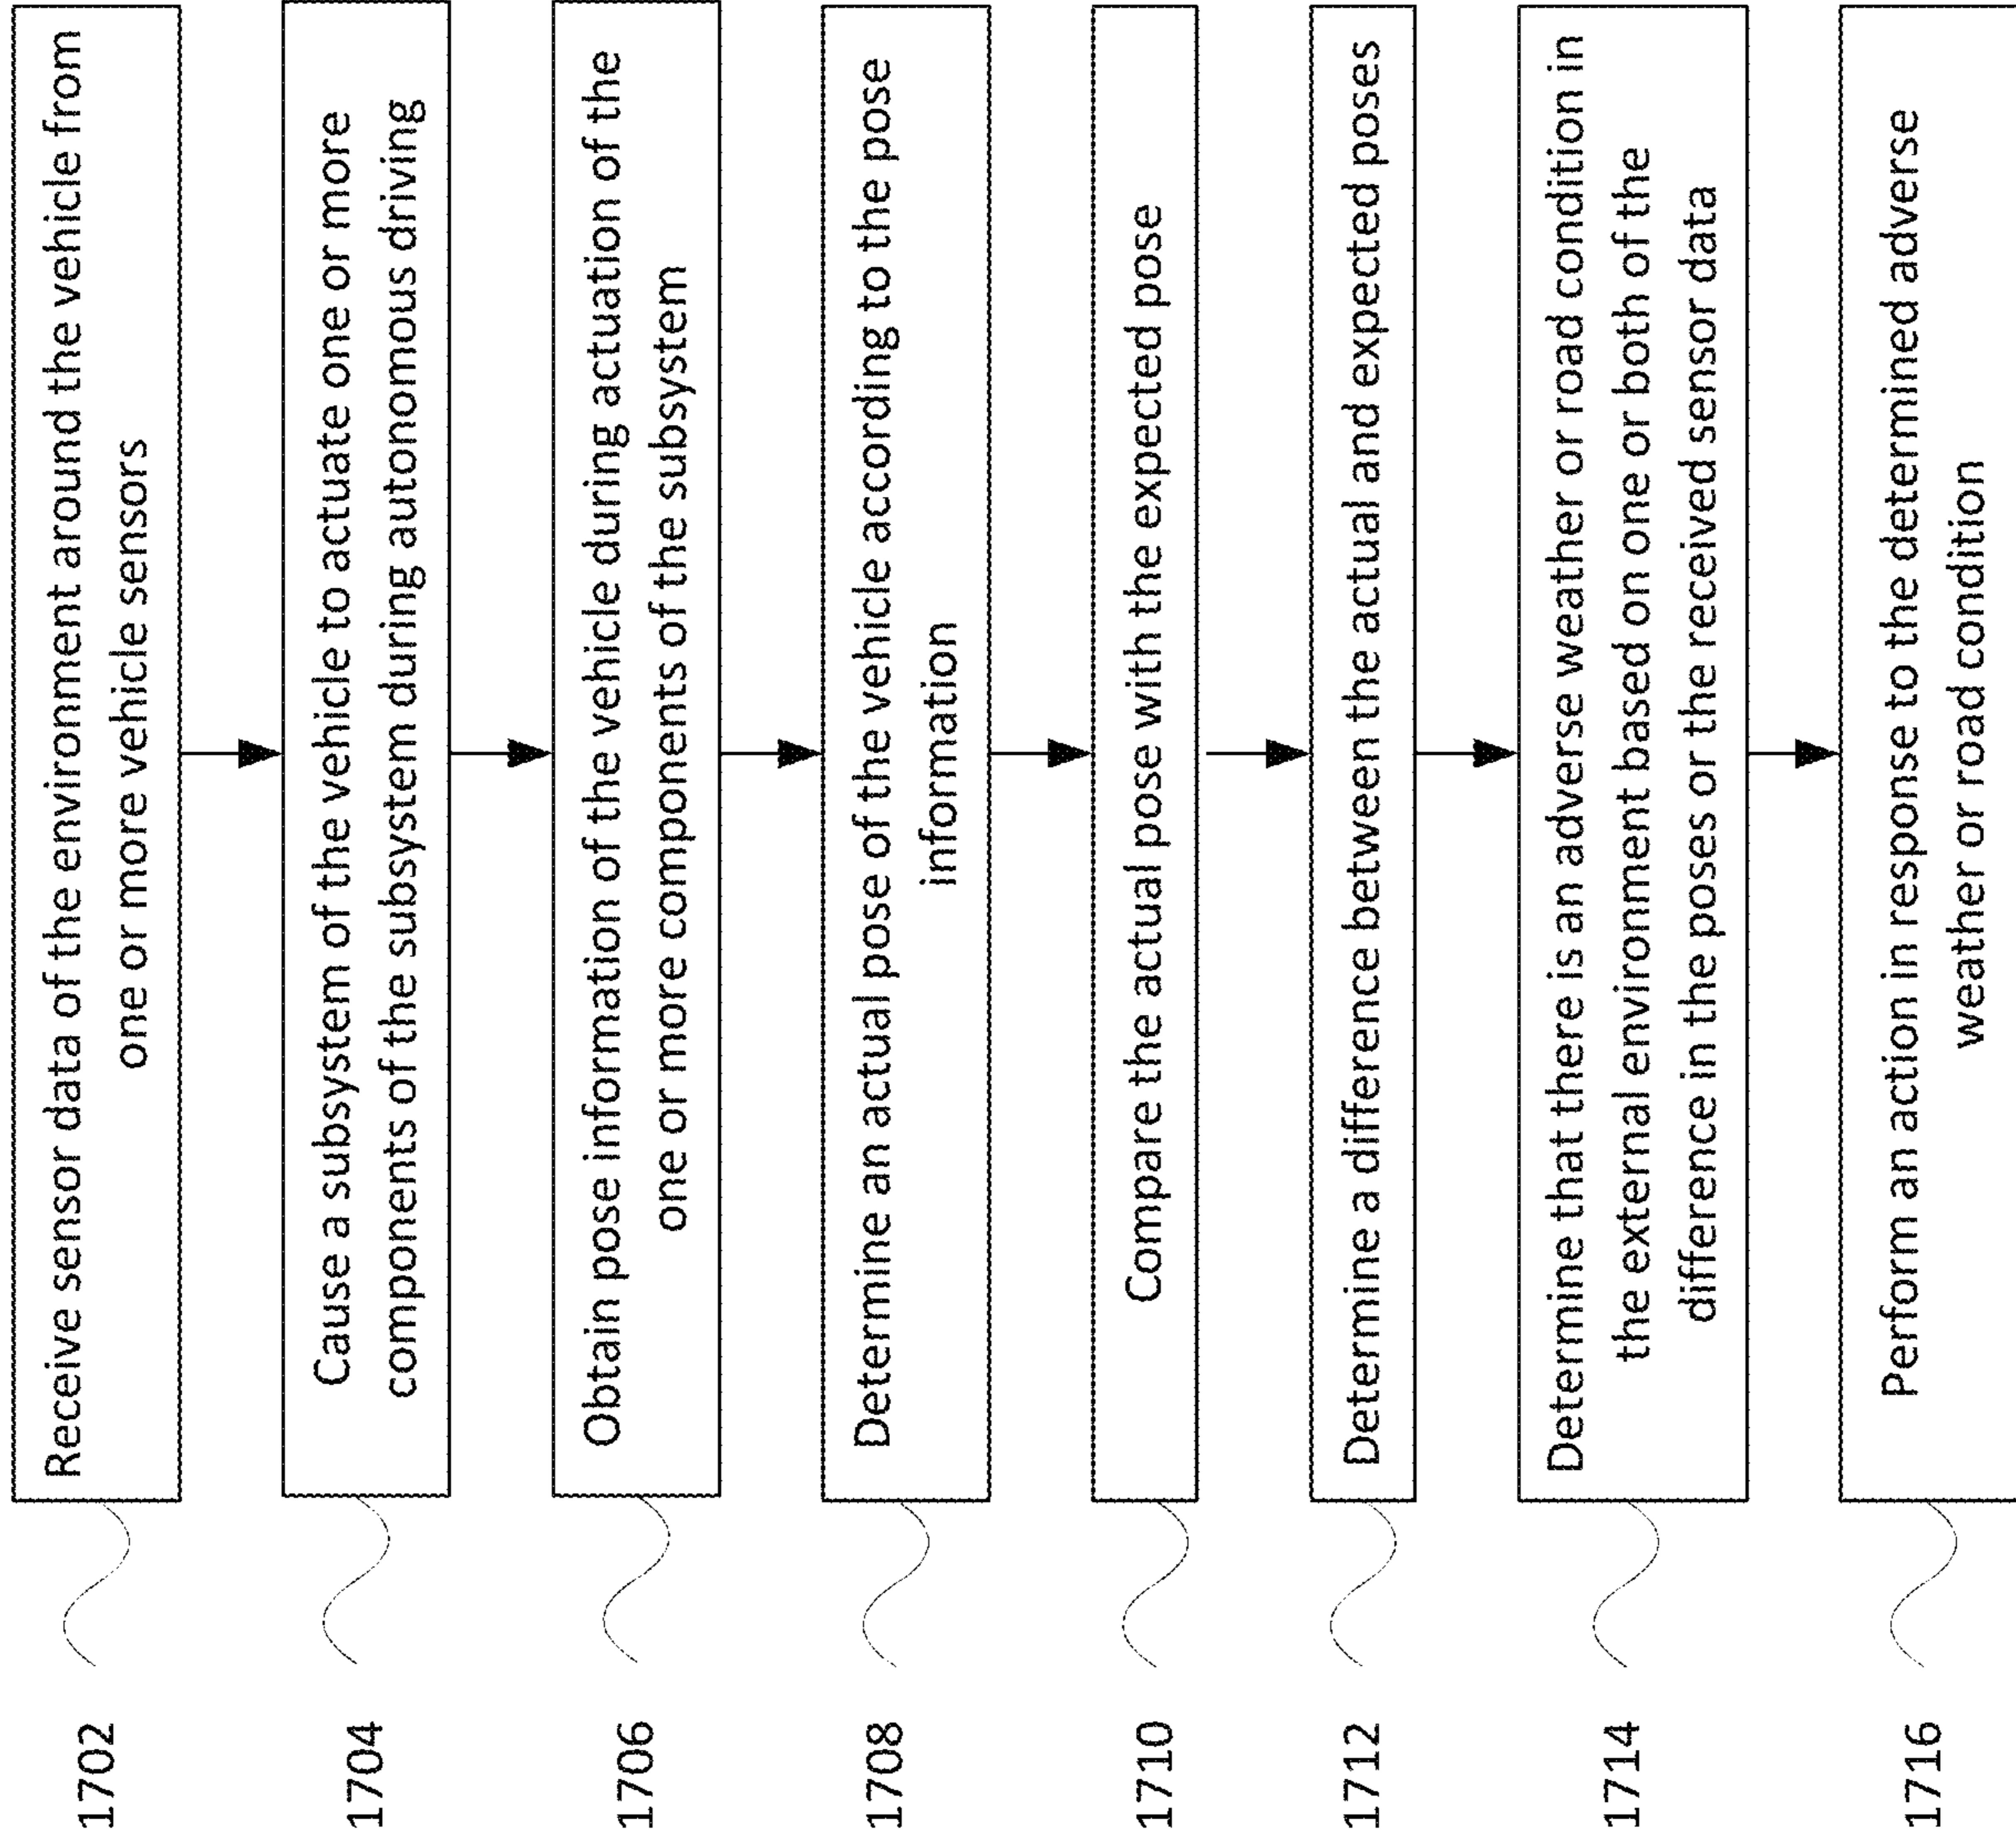 1702
Receive sensor data of the environment around the vehicle from
one or more vehicle sensors
1704
Cause a subsystem of the vehicle to actuate one or more
components of the subsystem during autonomous driving
1706
Obtain pose information of the vehicle during actuation of the
one or more components of the subsystem
1708
Determine an actual pose of the vehicle according to the pose
information
1710
Compare the actual pose with the expected pose
1712
Determine a difference between the actual and expected poses
1714
Determine that there is an adverse weather or road condition in
the external environment based on one or both of the
difference in the poses or the received sensor data
1716
Perform an action in response to the determined adverse
weather or road condition